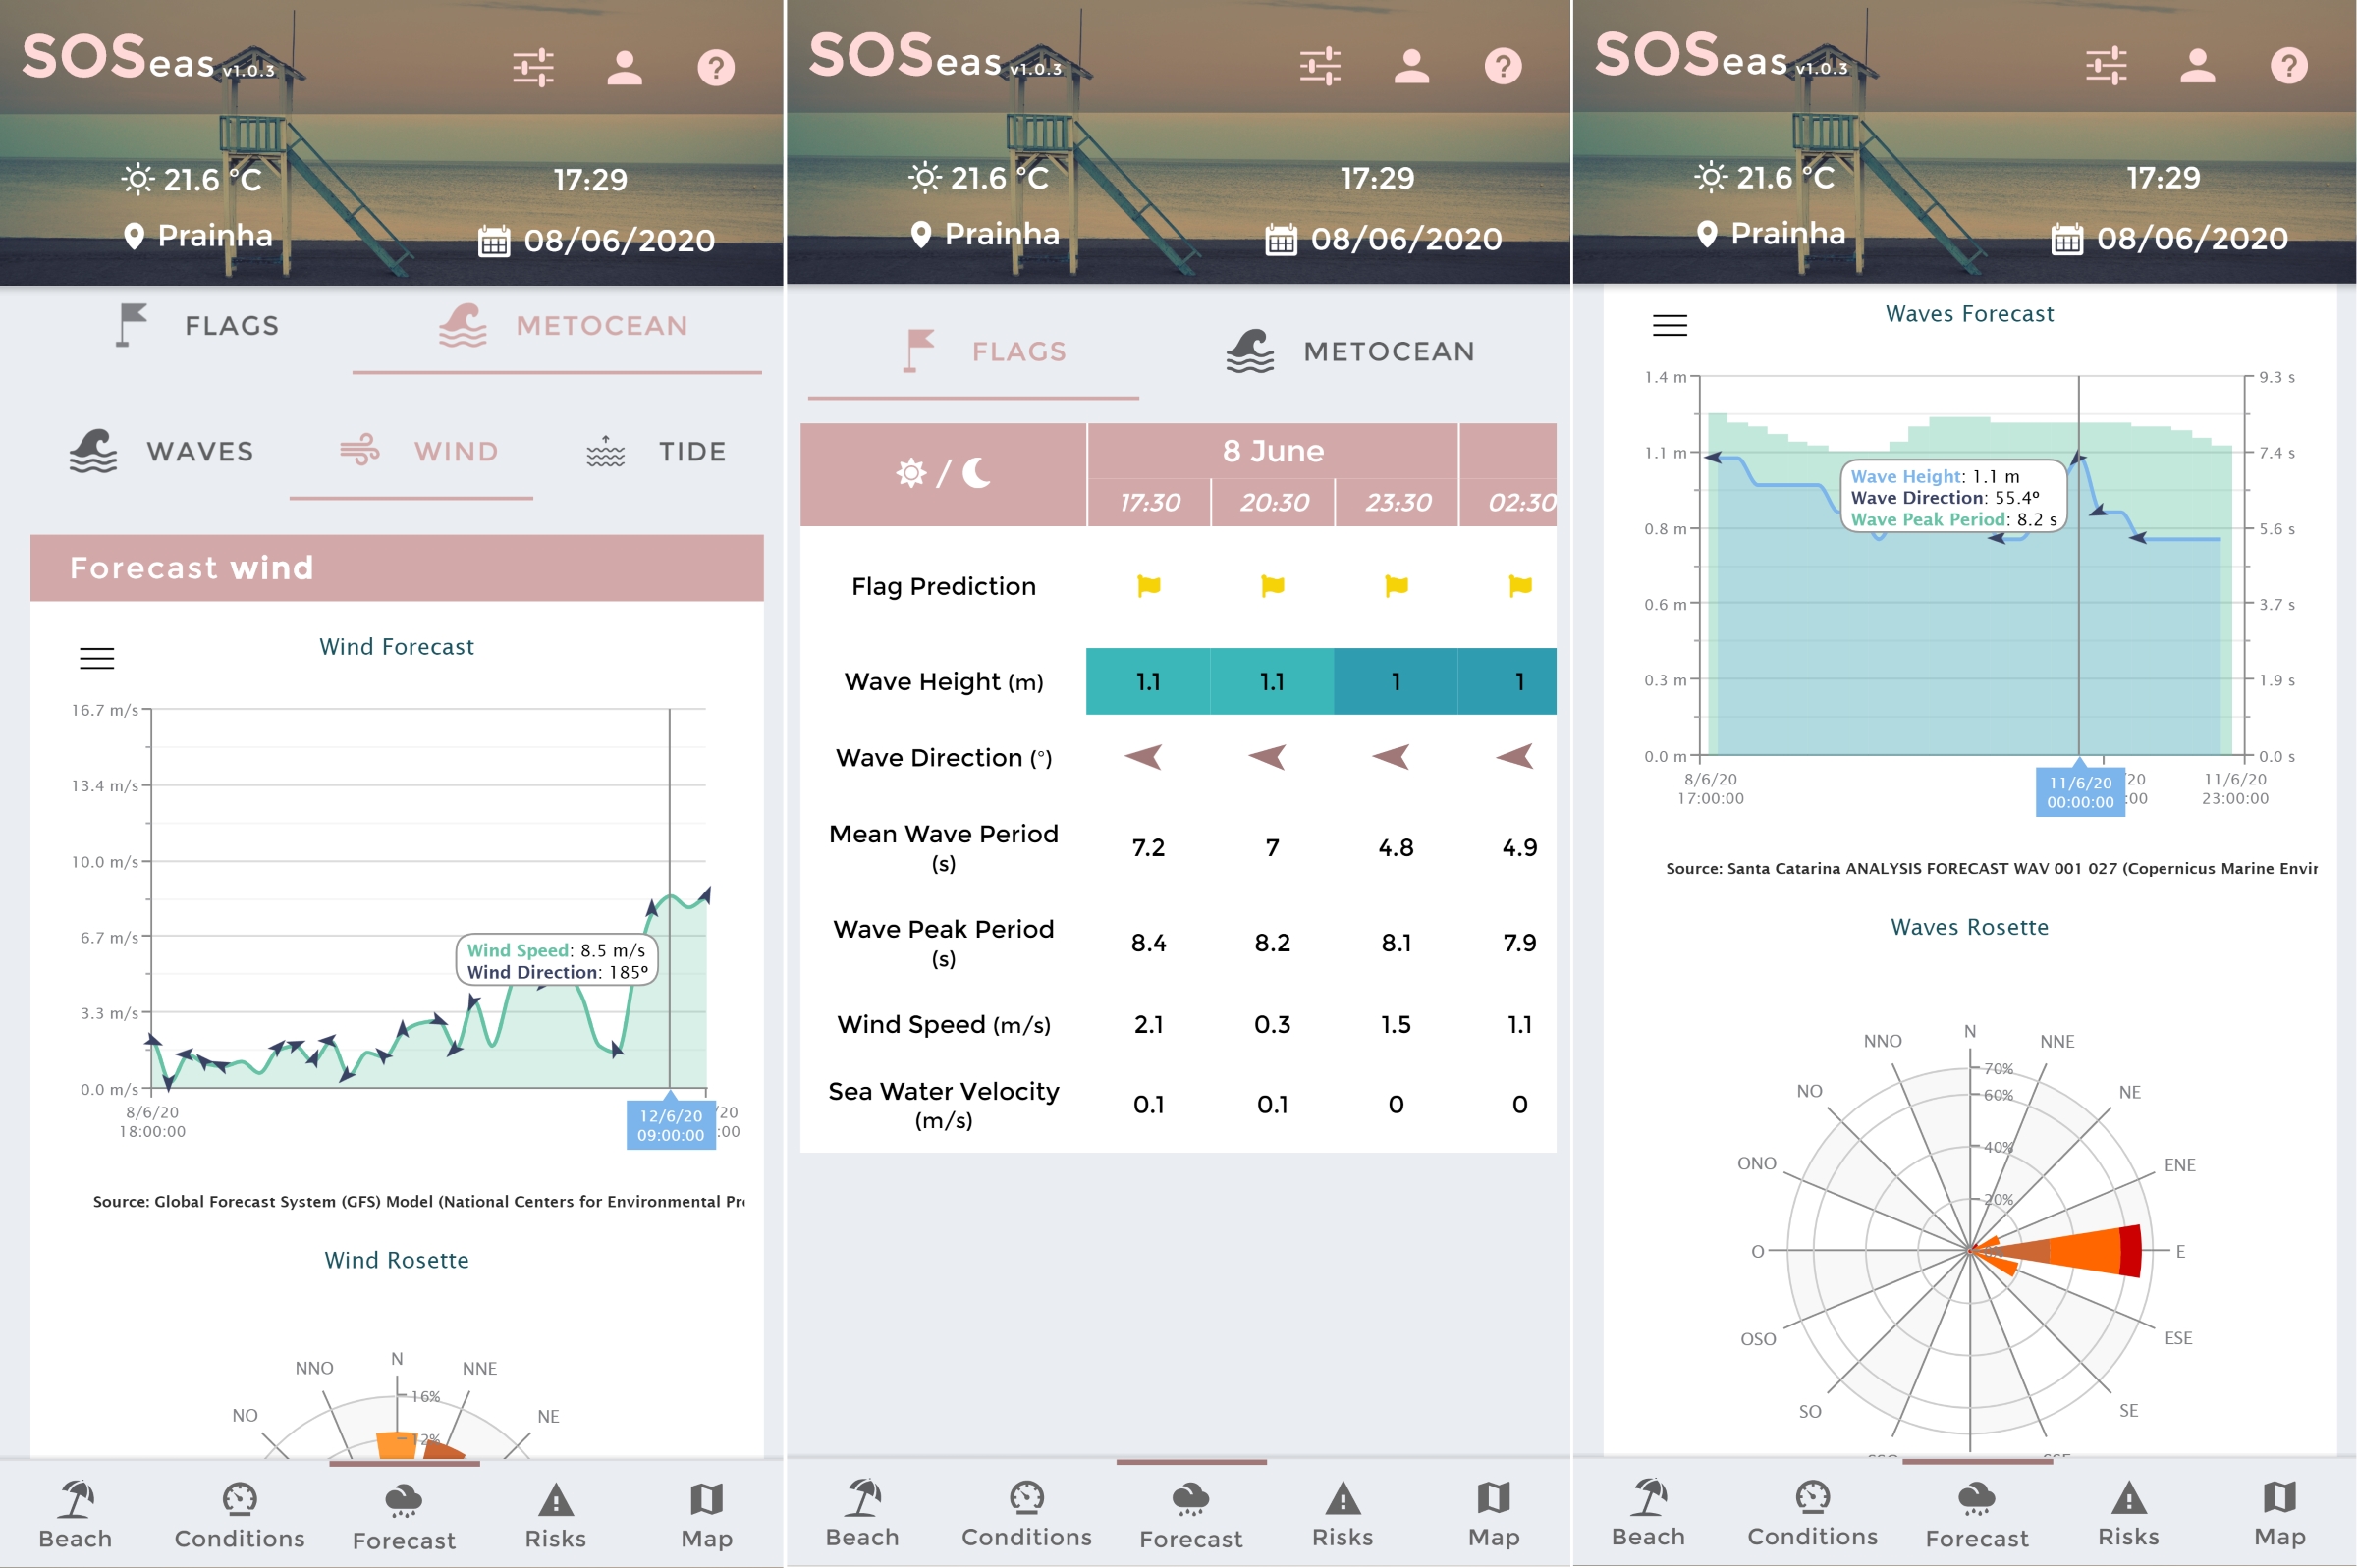 SOSeas v1.0.3
21.6 °C
17:29
Prainha
08/06/2020
FLAGS
METOCEAN
WAVES
WIND
TIDE
Forecast wind
Wind Forecast
16.7 m/s
13.4 m/s
10.0 m/s
6.7 m/s
3.3 m/s
0.0 m/s
Wind Speed: 8.5 m/s
Wind Direction: 185º
8/6/20
18:00:00
12/6/20
09:00:00
/20
:00
Source: Global Forecast System (GFS) Model (National Centers for Environmental Pr
Wind Rosette
N
NNO
NNE
NO
NE
16%
12%
Beach
Conditions
Forecast
Risks
Map
SOSeas v1.0.3
21.6 °C
17:29
Prainha
08/06/2020
FLAGS
METOCEAN
/
8 June
17:30 20:30 23:30 02:30
Flag Prediction
Wave Height (m) 1.1 1.1 1 1
Wave Direction (°)
Mean Wave Period (s) 7.2 7 4.8 4.9
Wave Peak Period (s) 8.4 8.2 8.1 7.9
Wind Speed (m/s) 2.1 0.3 1.5 1.1
Sea Water Velocity (m/s) 0.1 0.1 0 0
Beach
Conditions
Forecast
Risks
Map
SOSeas v1.0.3
21.6 °C
17:29
Prainha
08/06/2020
Waves Forecast
1.4 m
1.1 m
0.8 m
0.6 m
0.3 m
0.0 m
9.3 s
7.4 s
5.6 s
3.7 s
1.9 s
0.0 s
Wave Height: 1.1 m
Wave Direction: 55.4º
Wave Peak Period: 8.2 s
8/6/20
17:00:00
11/6/20
00:00:00
/20
:00
11/6/20
23:00:00
Source: Santa Catarina ANALYSIS FORECAST WAV 001 027 (Copernicus Marine Envir
Waves Rosette
N
NNO
NNE
NO
NE
ONO
ENE
O
E
OSO
ESE
SO
SE
70%
60%
40%
20%
Beach
Conditions
Forecast
Risks
Map